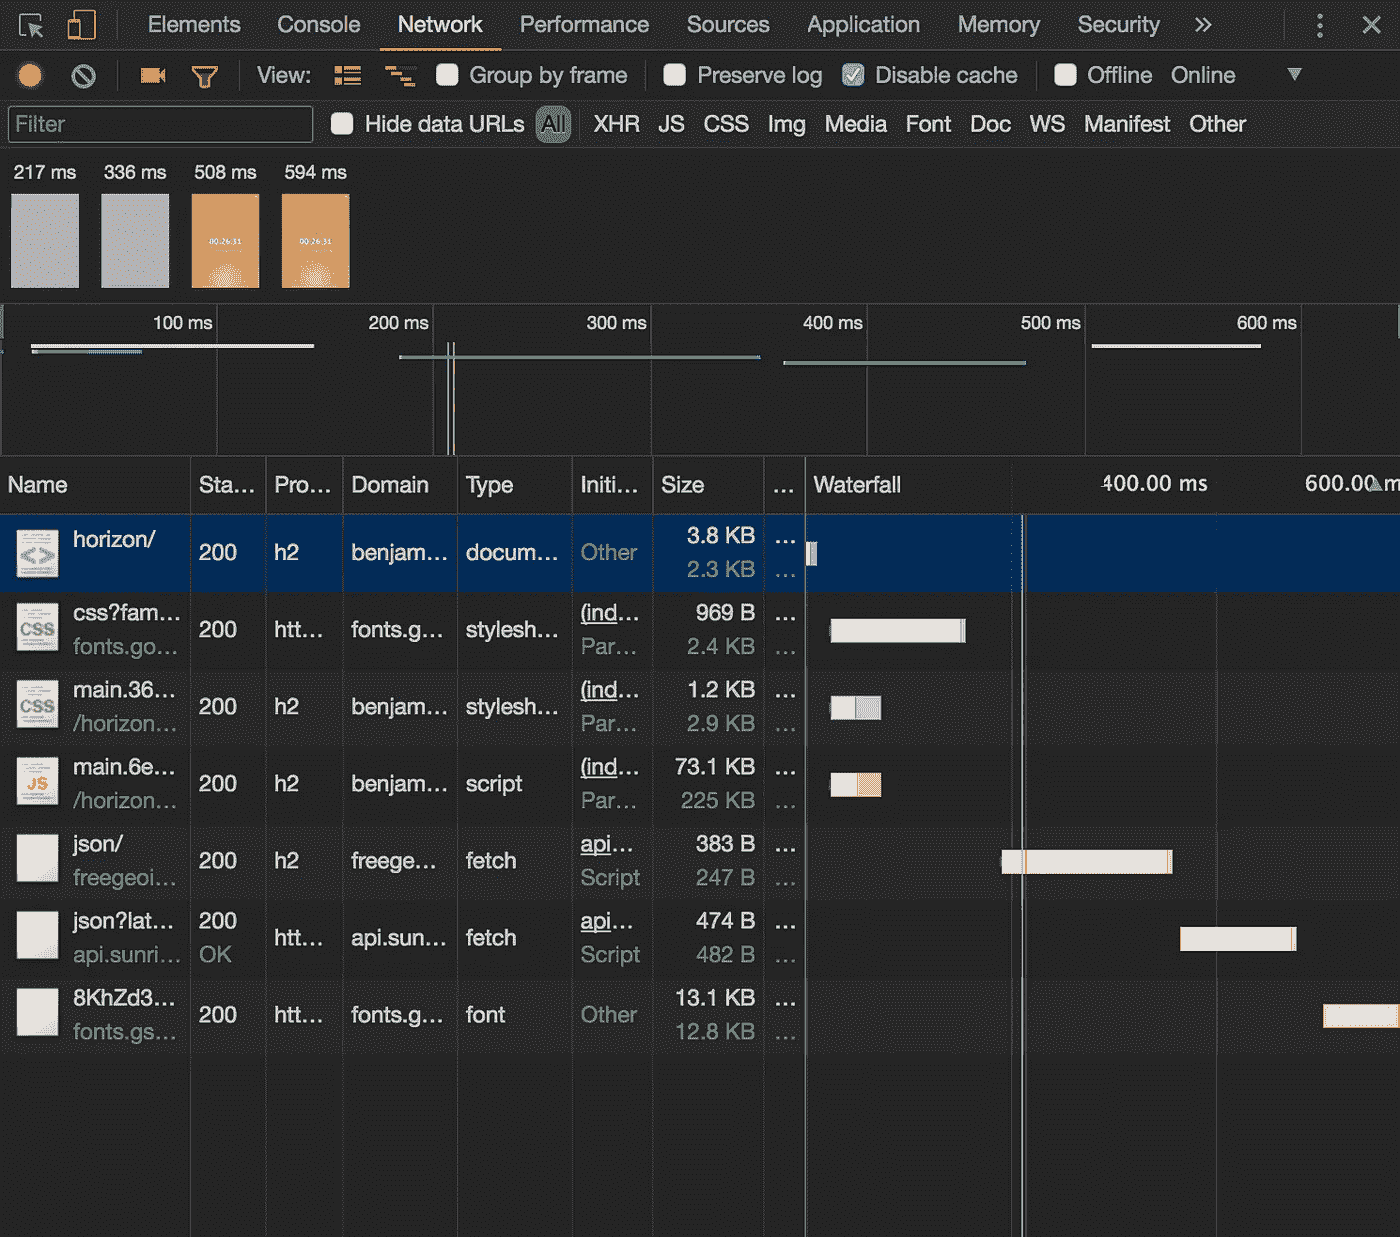 Elements Console Network Performance Sources Application Memory Security »
View: Group by frame Preserve log Disable cache Offline Online
Filter Hide data URLs All XHR JS CSS Img Media Font Doc WS Manifest Other
217 ms 336 ms 508 ms 594 ms
00:26:31 00:26:31
100 ms 200 ms 300 ms 400 ms 500 ms 600 ms
Name Sta... Pro... Domain Type Initi... Size ... Waterfall 400.00 ms 600.00 m
horizon/ 200 h2 benjam... docum... Other 3.8 KB ...
2.3 KB ...
CSS css?fam... 200 htt... fonts.g... stylesh... (ind... 969 B ...
fonts.go... Par... 2.4 KB ...
CSS main.36... 200 h2 benjam... stylesh... (ind... 1.2 KB ...
/horizon... Par... 2.9 KB ...
JS main.6e... 200 h2 benjam... script (ind... 73.1 KB ...
/horizon... Par... 225 KB ...
json/ 200 h2 freege... fetch api... 383 B ...
freegeoi... Script 247 B ...
json?lat... 200 htt... api.sun... fetch api... 474 B ...
api.sunri... OK Script 482 B ...
8KhZd3... 200 htt... fonts.g... font Other 13.1 KB ...
fonts.gs... 12.8 KB ...